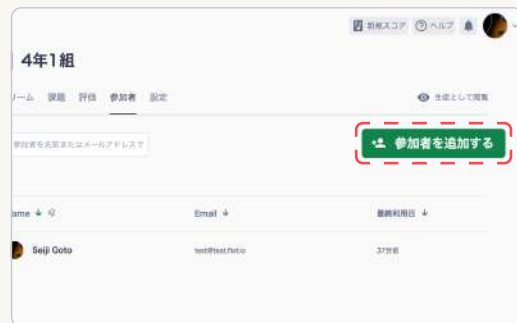 新規スコア ヘルプ
4年1組
リーム 課題 評価 参加者 設定 生徒として閲覧
参加者を名前またはメールアドレスで 参加者を追加する
ame Email 最終利用日
Seiji Goto test@test.flat.io 37分前